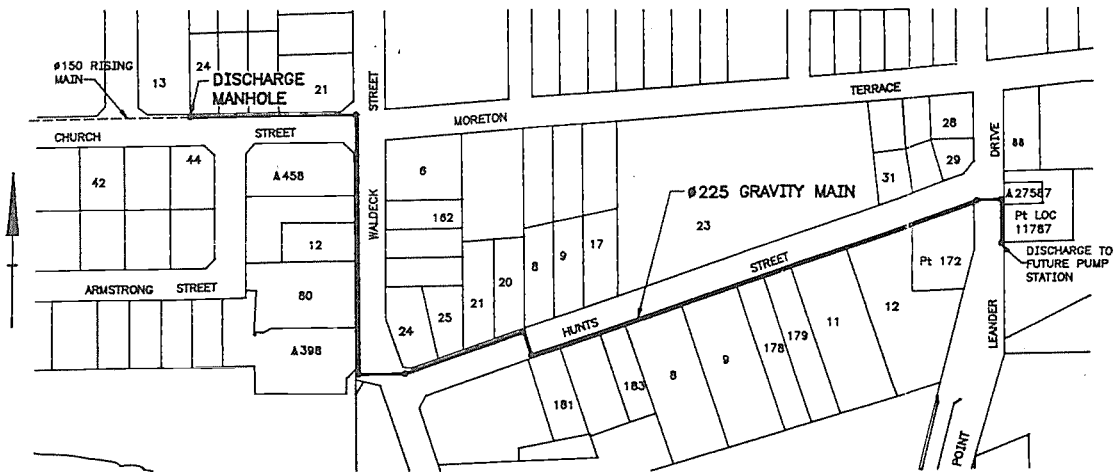 ø150 RISING
MAIN
13
24
DISCHARGE
MANHOLE
21
STREET
MORETON
TERRACE
28
DRIVE
88
CHURCH
STREET
44
42
A458
6
29
31
ø225 GRAVITY MAIN
A27587
Pt LOC
11787
WALDECK
162
23
12
8
9
17
DISCHARGE TO
FUTURE PUMP
STATION
STREET
Pt 172
ARMSTRONG STREET
80
21
20
24
25
HUNTS
12
11
LEANDER
A398
179
178
9
8
183
181
POINT